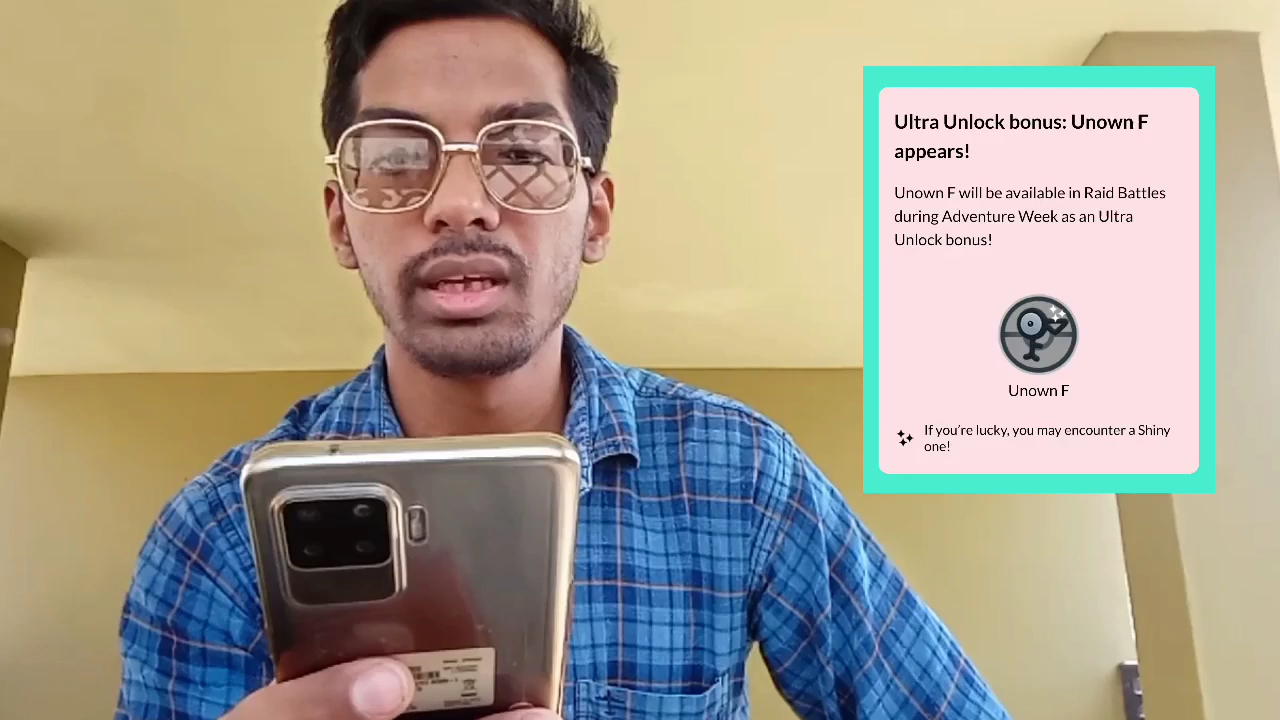 Ultra Unlock bonus: Unown F
appears!
Unown F will be available in Raid Battles
during Adventure Week as an Ultra
Unlock bonus!
Unown F
If you're lucky, you may encounter a Shiny
one!